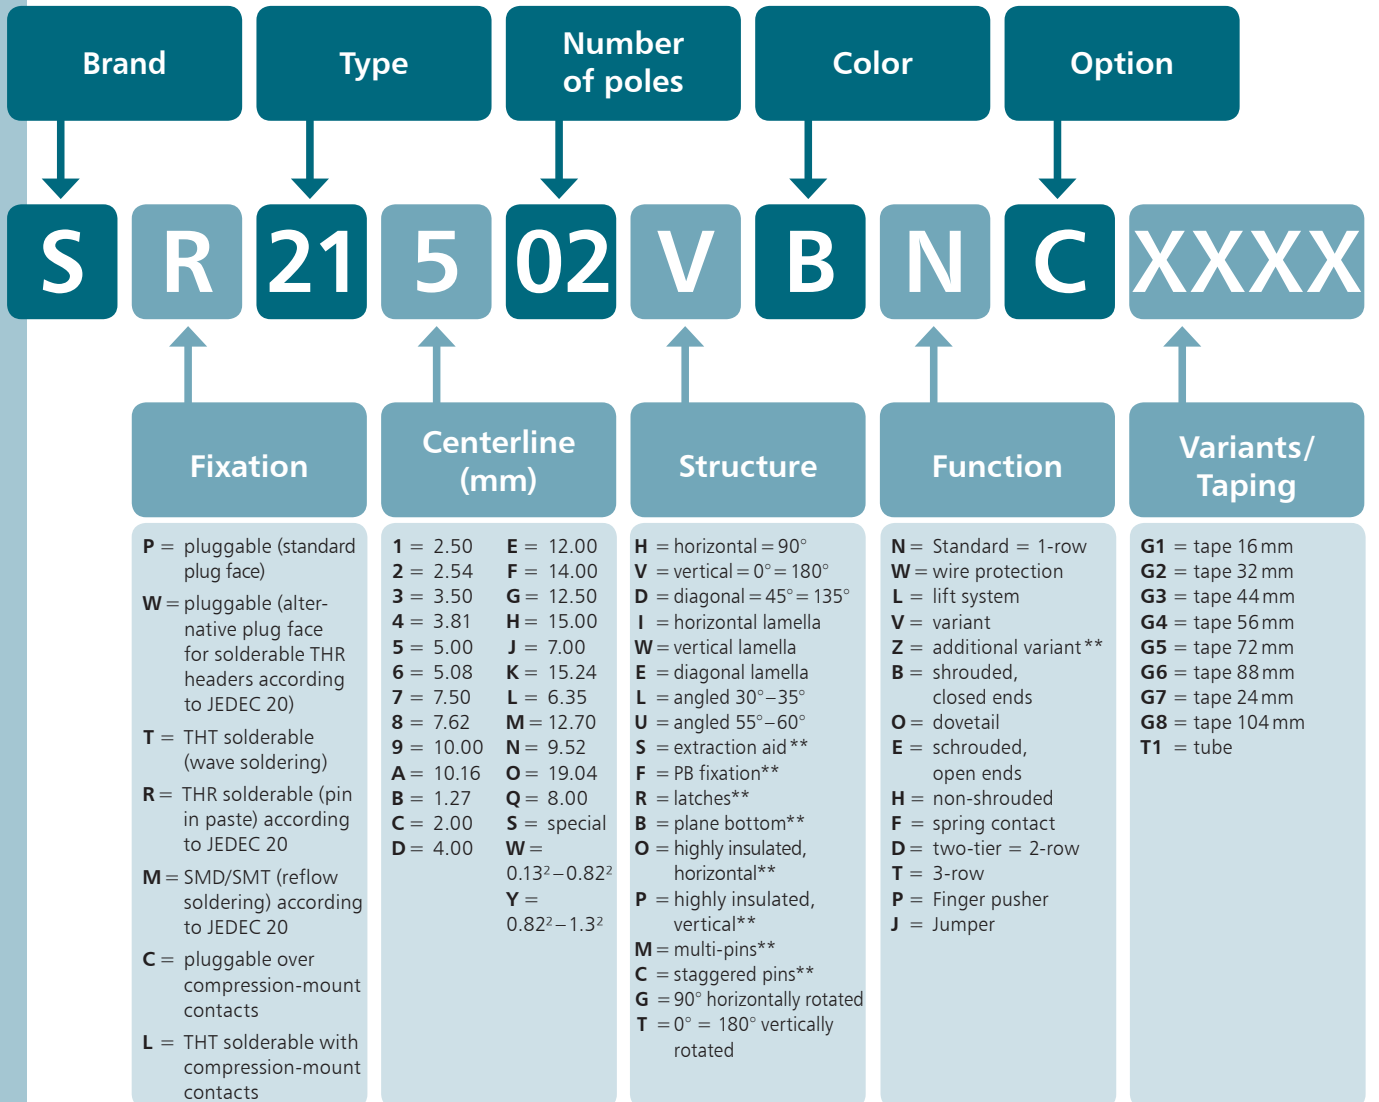 Brand
Type
Number
of poles
Color
Option
S R 21 5 02 V B N C XXXX
Fixation
P = pluggable (standard
plug face)
W = pluggable (alter-
native plug face
for solderable THR
headers according
to JEDEC 20)
T = THT solderable
(wave soldering)
R = THR solderable (pin
in paste) according
to JEDEC 20
M = SMD/SMT (reflow
soldering) according
to JEDEC 20
C = pluggable over
compression-mount
contacts
L = THT solderable with
compression-mount
contacts
Centerline
(mm)
1 = 2.50
2 = 2.54
3 = 3.50
4 = 3.81
5 = 5.00
6 = 5.08
7 = 7.50
8 = 7.62
9 = 10.00
A = 10.16
B = 1.27
C = 2.00
D = 4.00
E = 12.00
F = 14.00
G = 12.50
H = 15.00
J = 7.00
K = 15.24
L = 6.35
M = 12.70
N = 9.52
O = 19.04
Q = 8.00
S = special
W =
0.13²–0.82²
Y =
0.82²–1.3²
Structure
H = horizontal = 90°
V = vertical = 0° = 180°
D = diagonal = 45° = 135°
I = horizontal lamella
W = vertical lamella
E = diagonal lamella
L = angled 30°–35°
U = angled 55°–60°
S = extraction aid**
F = PB fixation**
R = latches**
B = plane bottom**
O = highly insulated,
horizontal**
P = highly insulated,
vertical**
M = multi-pins**
C = staggered pins**
G = 90° horizontally rotated
T = 0° = 180° vertically
rotated
Function
N = Standard = 1-row
W = wire protection
L = lift system
V = variant
Z = additional variant**
B = shrouded,
closed ends
O = dovetail
E = schrouded,
open ends
H = non-shrouded
F = spring contact
D = two-tier = 2-row
T = 3-row
P = Finger pusher
J = Jumper
Variants/
Taping
G1 = tape 16 mm
G2 = tape 32 mm
G3 = tape 44 mm
G4 = tape 56 mm
G5 = tape 72 mm
G6 = tape 88 mm
G7 = tape 24 mm
G8 = tape 104 mm
T1 = tube